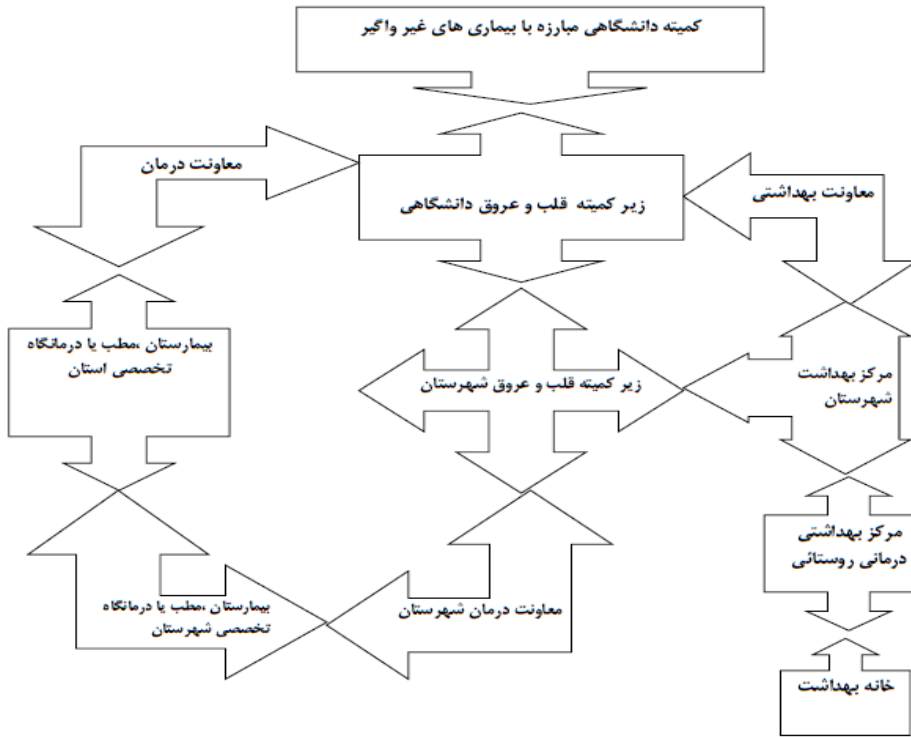 کمیته دانشگاهی مبارزه با بیماری های غیر واگیر
معاونت درمان
زیر کمیته قلب و عروق دانشگاهی
معاونت بهداشتی
بیمارستان ،مطب یا درمانگاه
تخصصی استان
زیر کمیته قلب و عروق شهرستان
مرکز بهداشت
شهرستان
مرکز بهداشتی
درمانی روستائی
بیمارستان ،مطب یا درمانگاه
تخصصی شهرستان
معاونت درمان شهرستان
خانه بهداشت